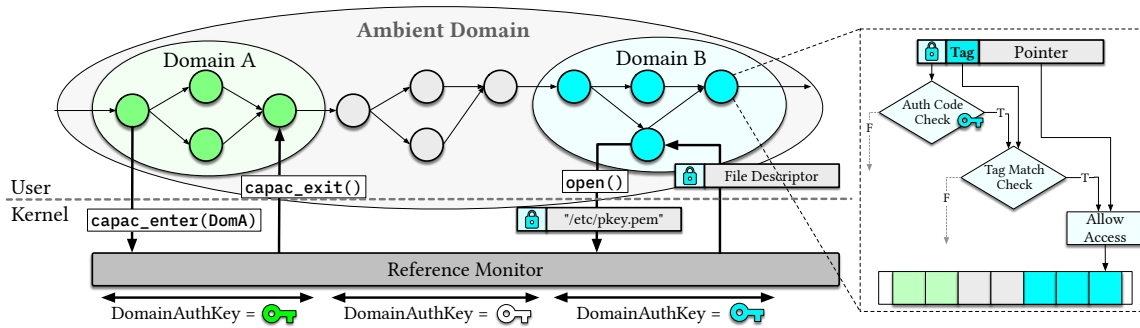 Ambient Domain
Domain A
Domain B
capac_exit()
open()
File Descriptor
User
Kernel
capac_enter(DomA)
"/etc/pkey.pem"
Reference Monitor
DomainAuthKey =
DomainAuthKey =
DomainAuthKey =
Tag
Pointer
Auth Code
Check
T
F
Tag Match
Check
T
F
Allow
Access